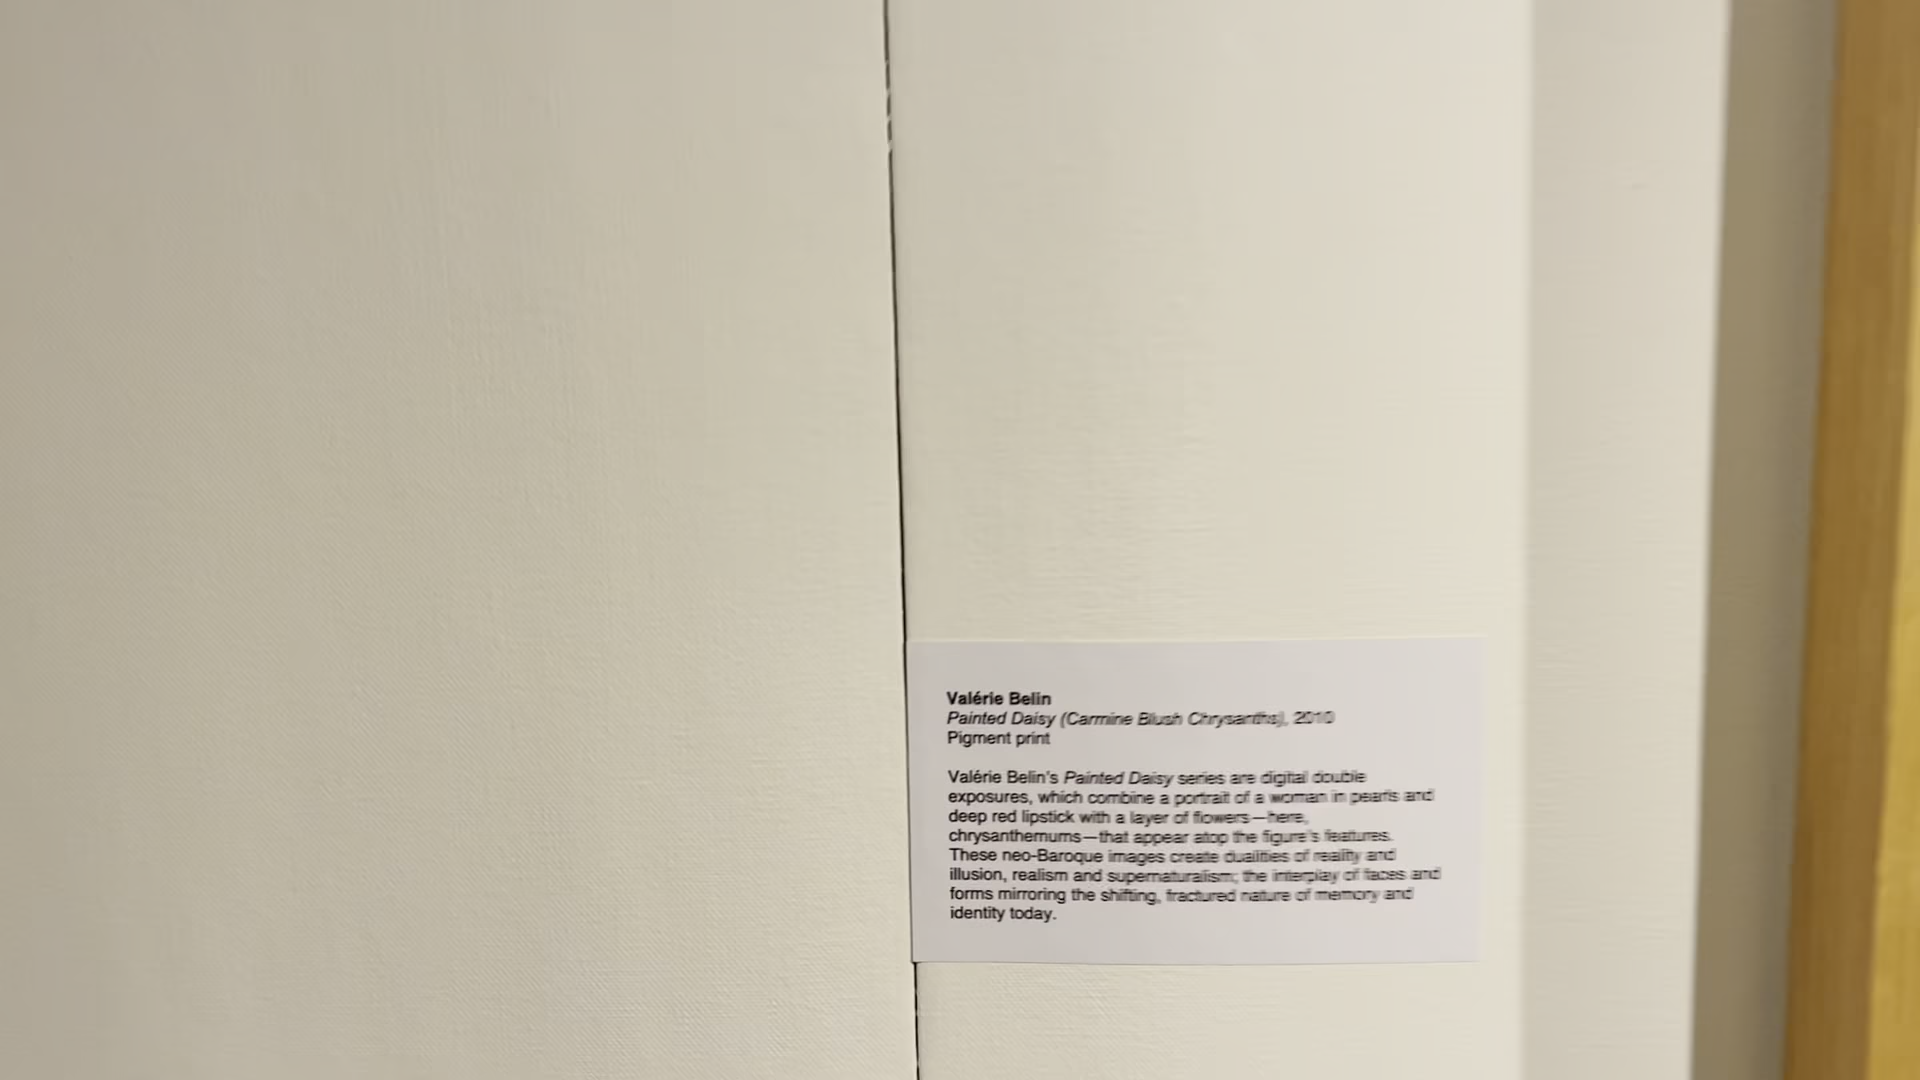 Valérie Belin
Painted Daisy (Carmine Blush Chrysanths), 2010
Pigment print
Valérie Belin's Painted Daisy series are digital double
exposures, which combine a portrait of a woman in pearls and
deep red lipstick with a layer of flowers—here,
chrysanthemums—that appear atop the figure's features.
These neo-Baroque images create dualities of reality and
illusion, realism and supernaturalism; the interplay of faces and
forms mirroring the shifting, fractured nature of memory and
identity today.